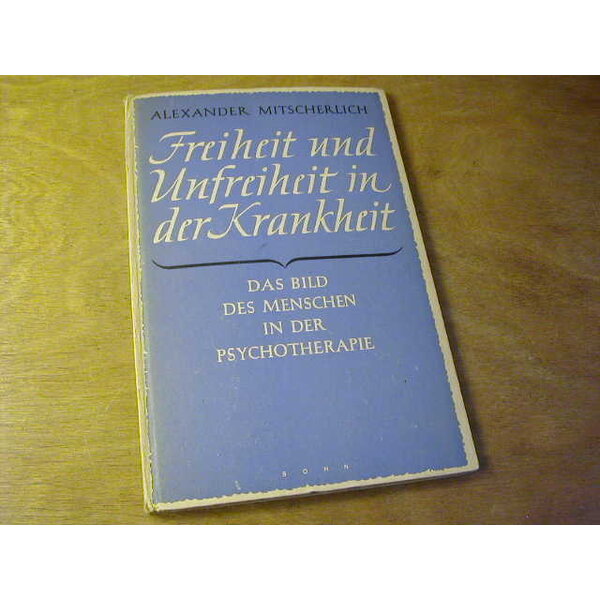 ALEXANDER MITSCHERLICH
Freiheit und
Unfreiheit in
der Krankheit
DAS BILD
DES MENSCHEN
IN DER
PSYCHOTHERAPIE
BONN